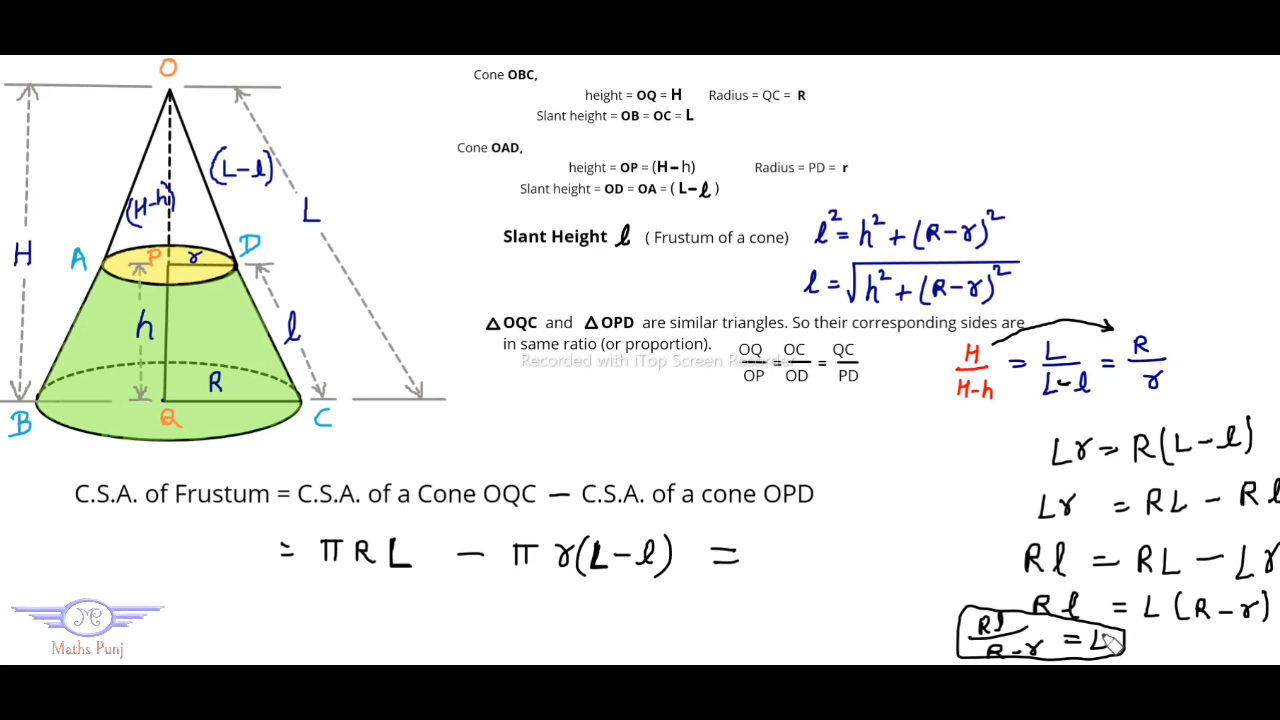 O
Cone OBC,
height = OQ = H Radius = QC = R
Slant height = OB = OC = L
Cone OAD,
height = OP = (H-h) Radius = PD = r
Slant height = OD = OA = ( L-l )
(L-l)
(H-h)
L
H
A P r D
h l
R
B Q C
Slant Height l ( Frustum of a cone) l² = h² + (R-r)²
l = √h² + (R-r)²
△OQC and △OPD are similar triangles. So their corresponding sides are
in same ratio (or proportion). OQ/OP = OC/OD = QC/PD
Recorded with iTop Screen Recorder
H/H-h = L/L-l = R/r
Lr = R(L-l)
Lr = RL - Rl
Rl = RL - Lr
Rl = L(R-r)
Rl/R-r = L
C.S.A. of Frustum = C.S.A. of a Cone OQC - C.S.A. of a cone OPD
= πRL - πr(L-l) =
M
Maths Punj